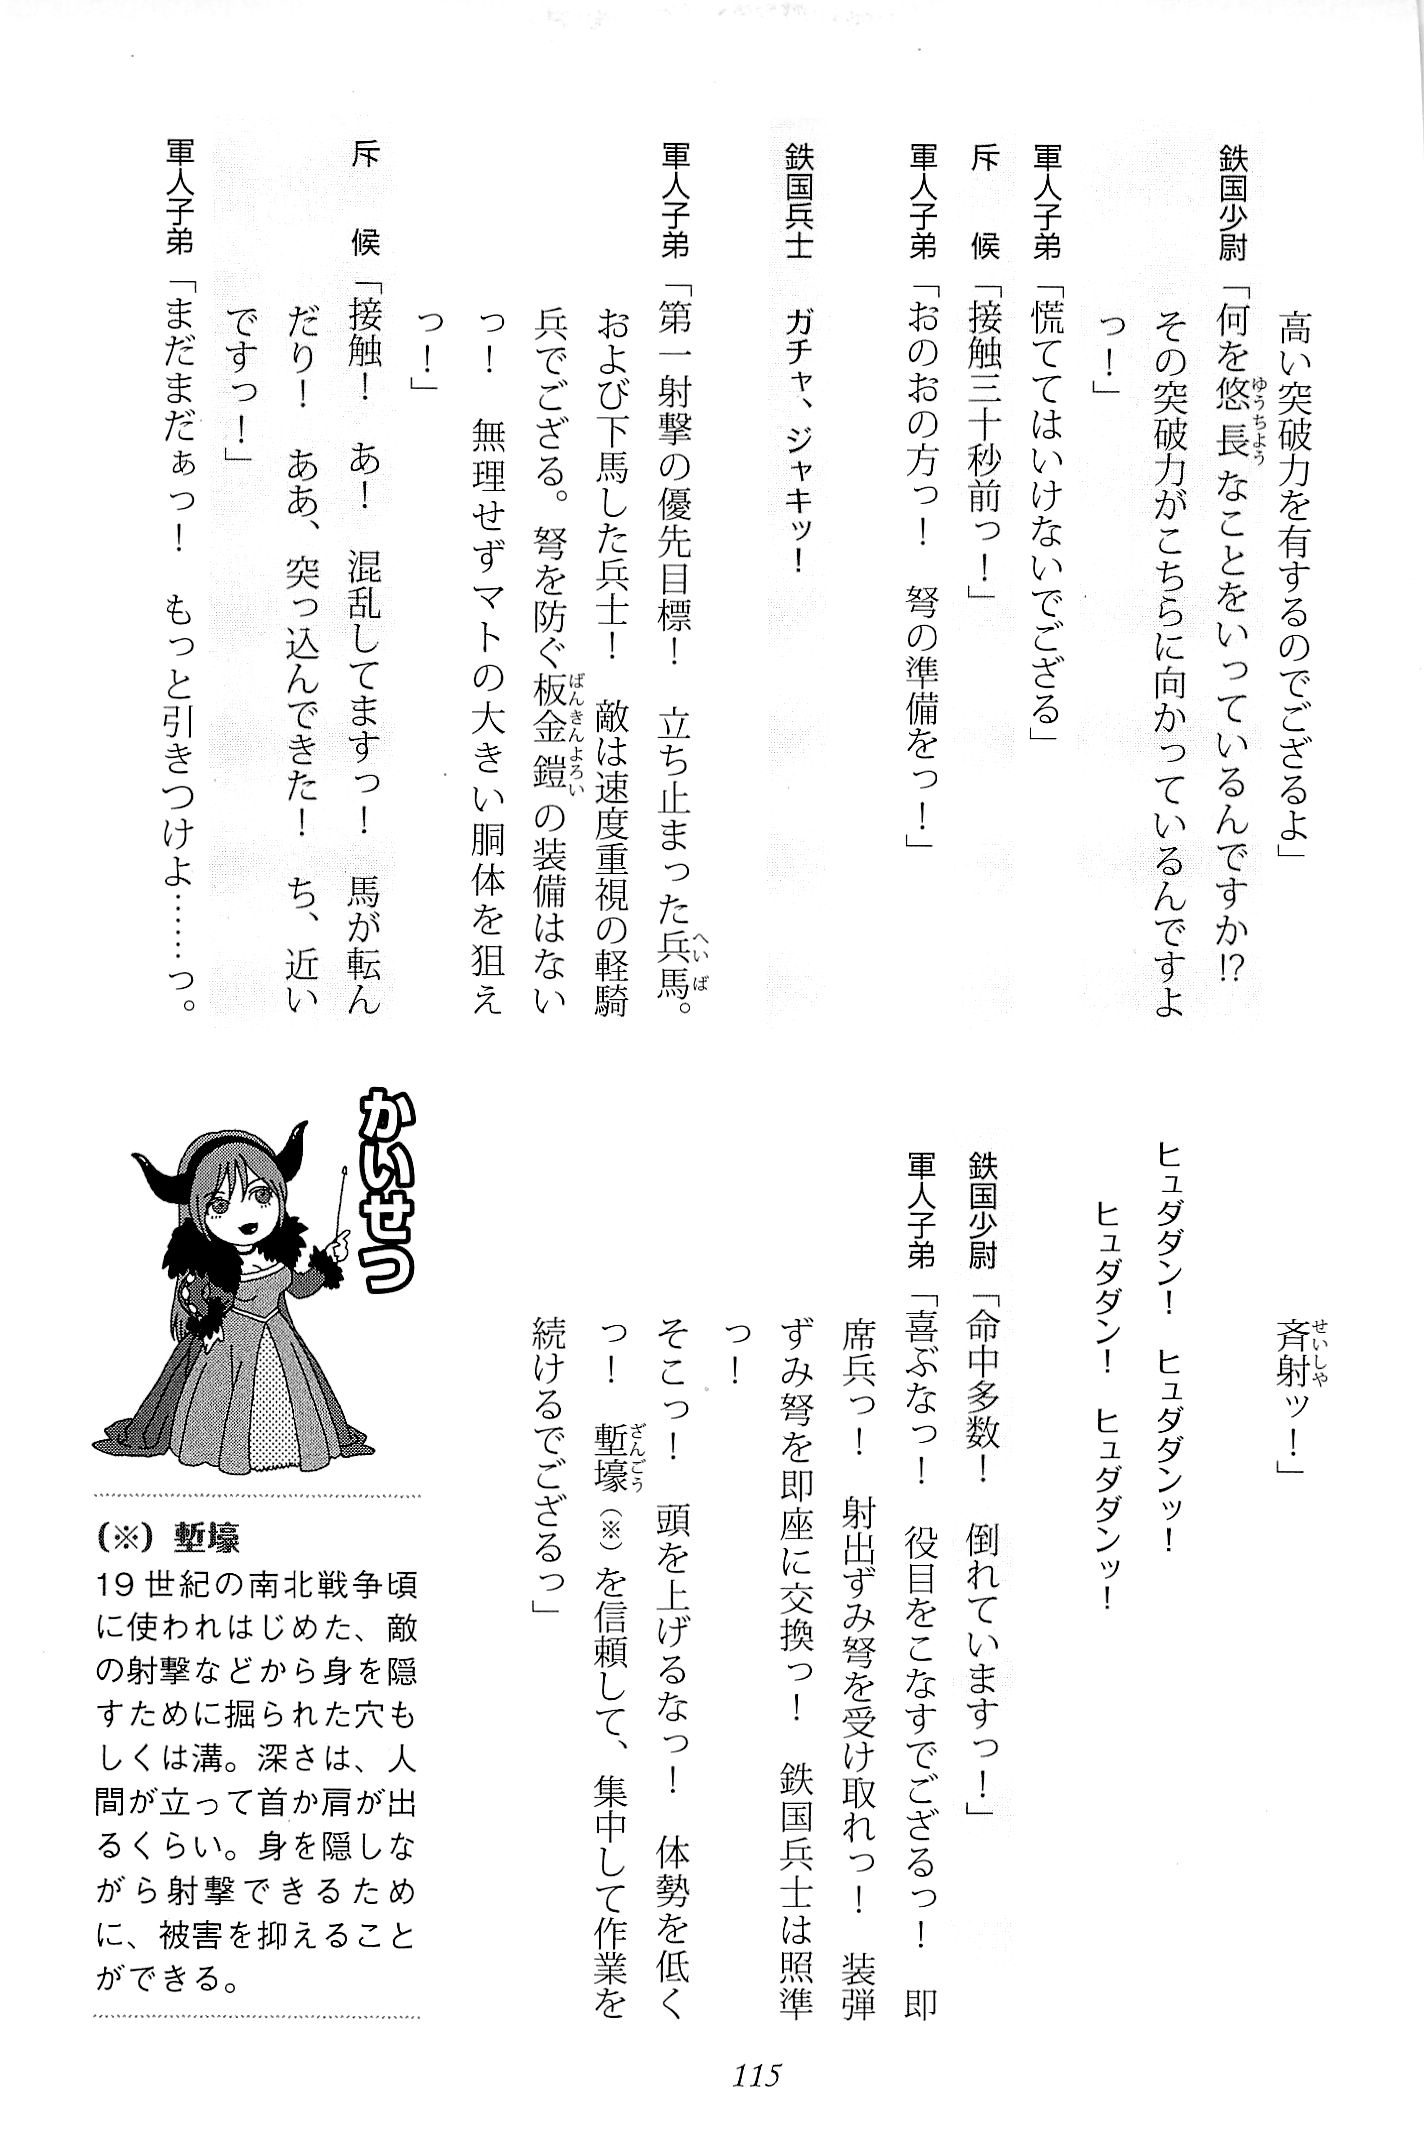 高い突破力を有するのでござるよ」
鉄国少尉「何を悠長なことをいっているんですか!?
その突破力がこちらに向かっているんですよ
っ！」
軍人子弟「慌ててはいけないでござる」
斥　候「接触三十秒前っ！」
軍人子弟「おのおの方っ！　弩の準備をっ！」
鉄国兵士　ガチャ、ジャキッ！
軍人子弟「第一射撃の優先目標！　立ち止まった兵馬。
および下馬した兵士！　敵は速度重視の軽騎
兵でござる。弩を防ぐ板金鎧の装備はない
っ！　無理せずマトの大きい胴体を狙え
っ！」
斥　候「接触！　あ！　混乱してますっ！　馬が転ん
だり！　ああ、突っ込んできた！　ち、近い
ですっ！」
軍人子弟「まだまだぁっ！　もっと引きつけよ……っ。
斉射ッ！」
ヒュダダン！　ヒュダダンッ！
ヒュダダン！　ヒュダダンッ！
鉄国少尉「命中多数！　倒れていますっ！」
軍人子弟「喜ぶなっ！　役目をこなすでござるっ！　即
席兵っ！　射出ずみ弩を受け取れっ！　装弾
ずみ弩を即座に交換っ！　鉄国兵士は照準
っ！
そこっ！　頭を上げるなっ！　体勢を低く
っ！　塹壕（※）を信頼して、集中して作業を
続けるでござるっ」
かいせつ
（※）塹壕
19世紀の南北戦争頃
に使われはじめた、敵
の射撃などから身を隠
すために掘られた穴も
しくは溝。深さは、人
間が立って首か肩が出
るくらい。身を隠しな
がら射撃できるため
に、被害を抑えること
ができる。
115